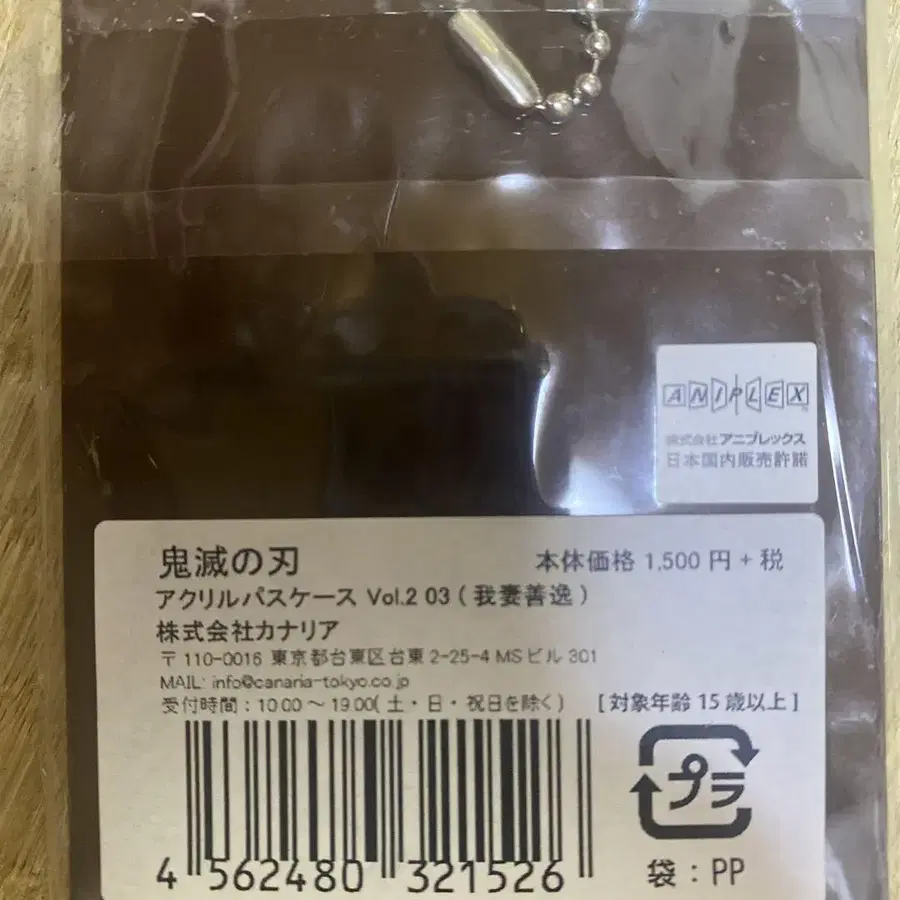 ANIPLEX
株式会社アニプレックス
日本国内販売許諾
鬼滅の刃 本体価格 1,500 円 + 税
アクリルパスケース Vol.2 03 ( 我妻善逸 )
株式会社カナリア
〒 110-0016 東京都台東区台東 2-25-4 MS ビル 301
MAIL: info@canaria-tokyo.co.jp
受付時間 : 10:00 ～ 19:00( 土・日・祝日を除く ) [ 対象年齢 15 歳以上 ]
プラ
4 562480 321526
袋 : PP